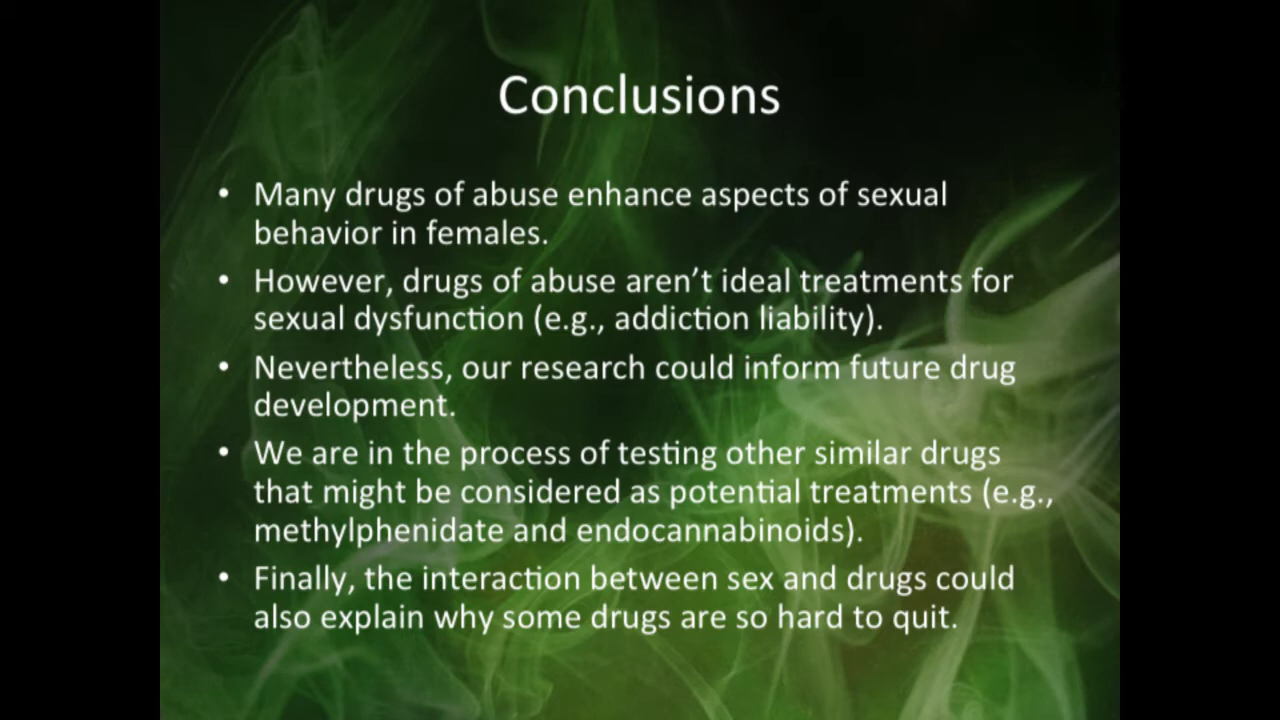 Conclusions
• Many drugs of abuse enhance aspects of sexual
behavior in females.
• However, drugs of abuse aren’t ideal treatments for
sexual dysfunction (e.g., addiction liability).
• Nevertheless, our research could inform future drug
development.
• We are in the process of testing other similar drugs
that might be considered as potential treatments (e.g.,
methylphenidate and endocannabinoids).
• Finally, the interaction between sex and drugs could
also explain why some drugs are so hard to quit.